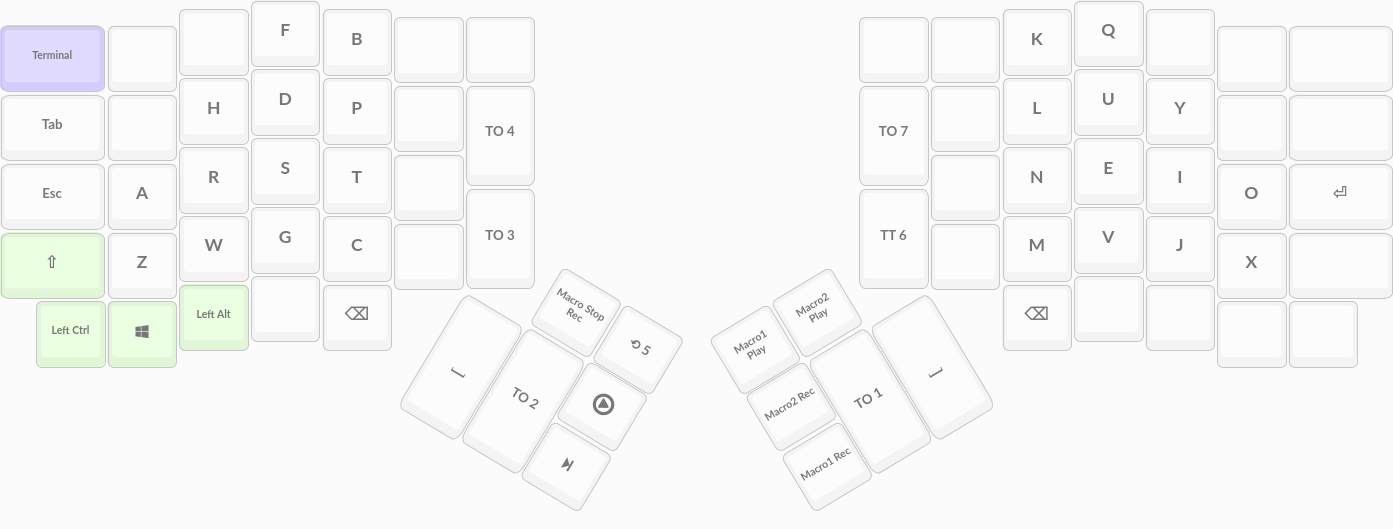 Terminal
F
B
K
Q
Tab
H
D
P
TO 4
TO 7
L
U
Y
Esc
A
R
S
T
N
E
I
O
⏎
⇧
Z
W
G
C
TO 3
TT 6
M
V
J
X
Left Ctrl
Left Alt
⌫
⌫
Macro Stop
Rec
⟲ 5
[
TO 2
Macro2
Play
Macro1
Play
Macro2 Rec
TO 1
]
Macro1 Rec